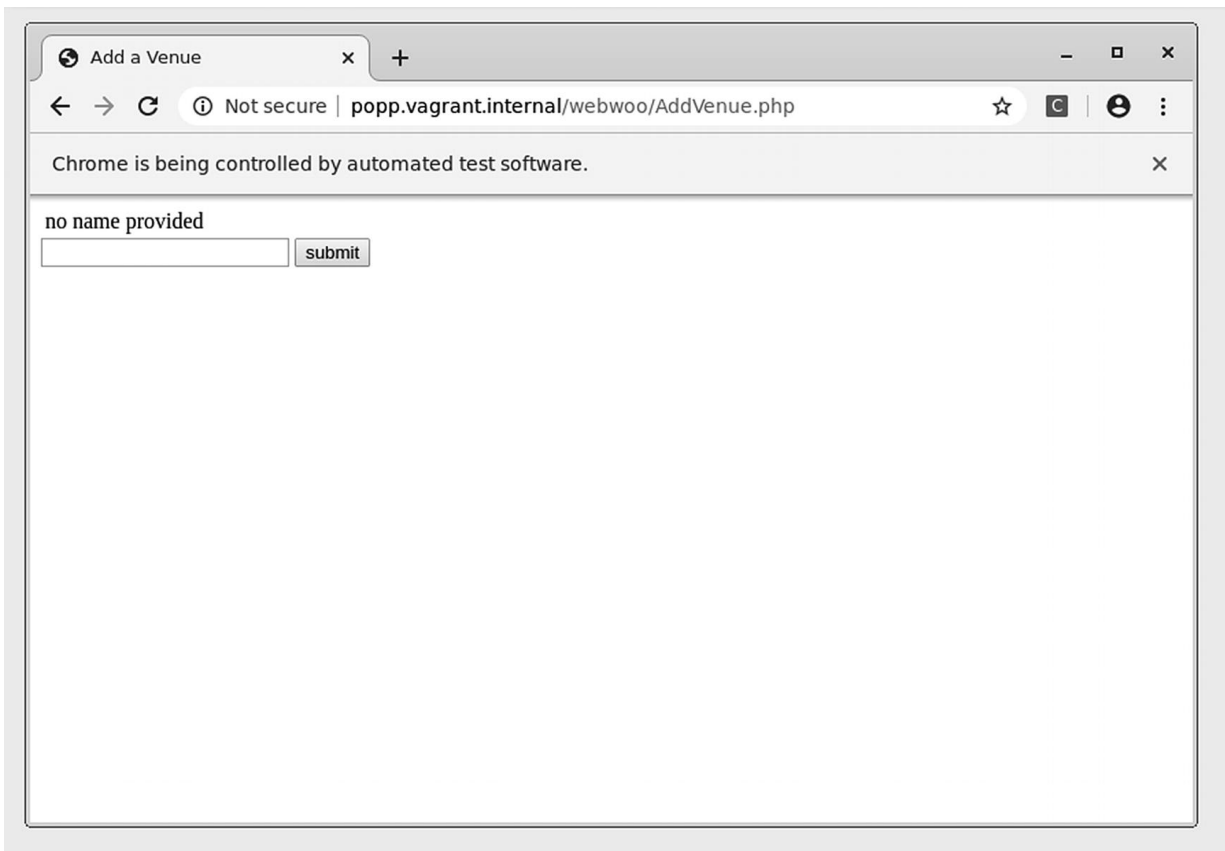 Add a Venue
Not secure | popp.vagrant.internal/webwoo/AddVenue.php
C
Chrome is being controlled by automated test software.
no name provided
submit